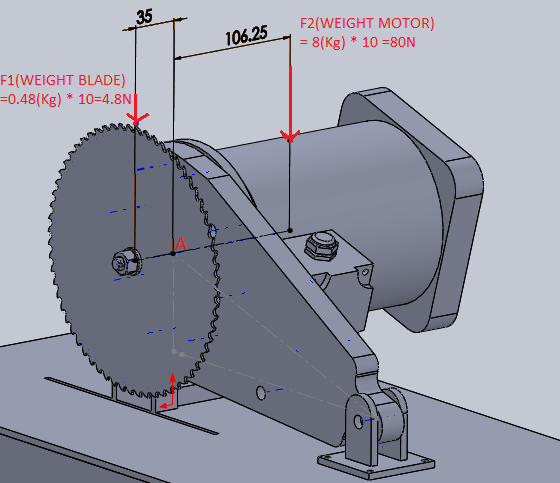 35
106.25
F2(WEIGHT MOTOR)
= 8(Kg) * 10 =80N
F1(WEIGHT BLADE)
=0.48(Kg) * 10=4.8N
A